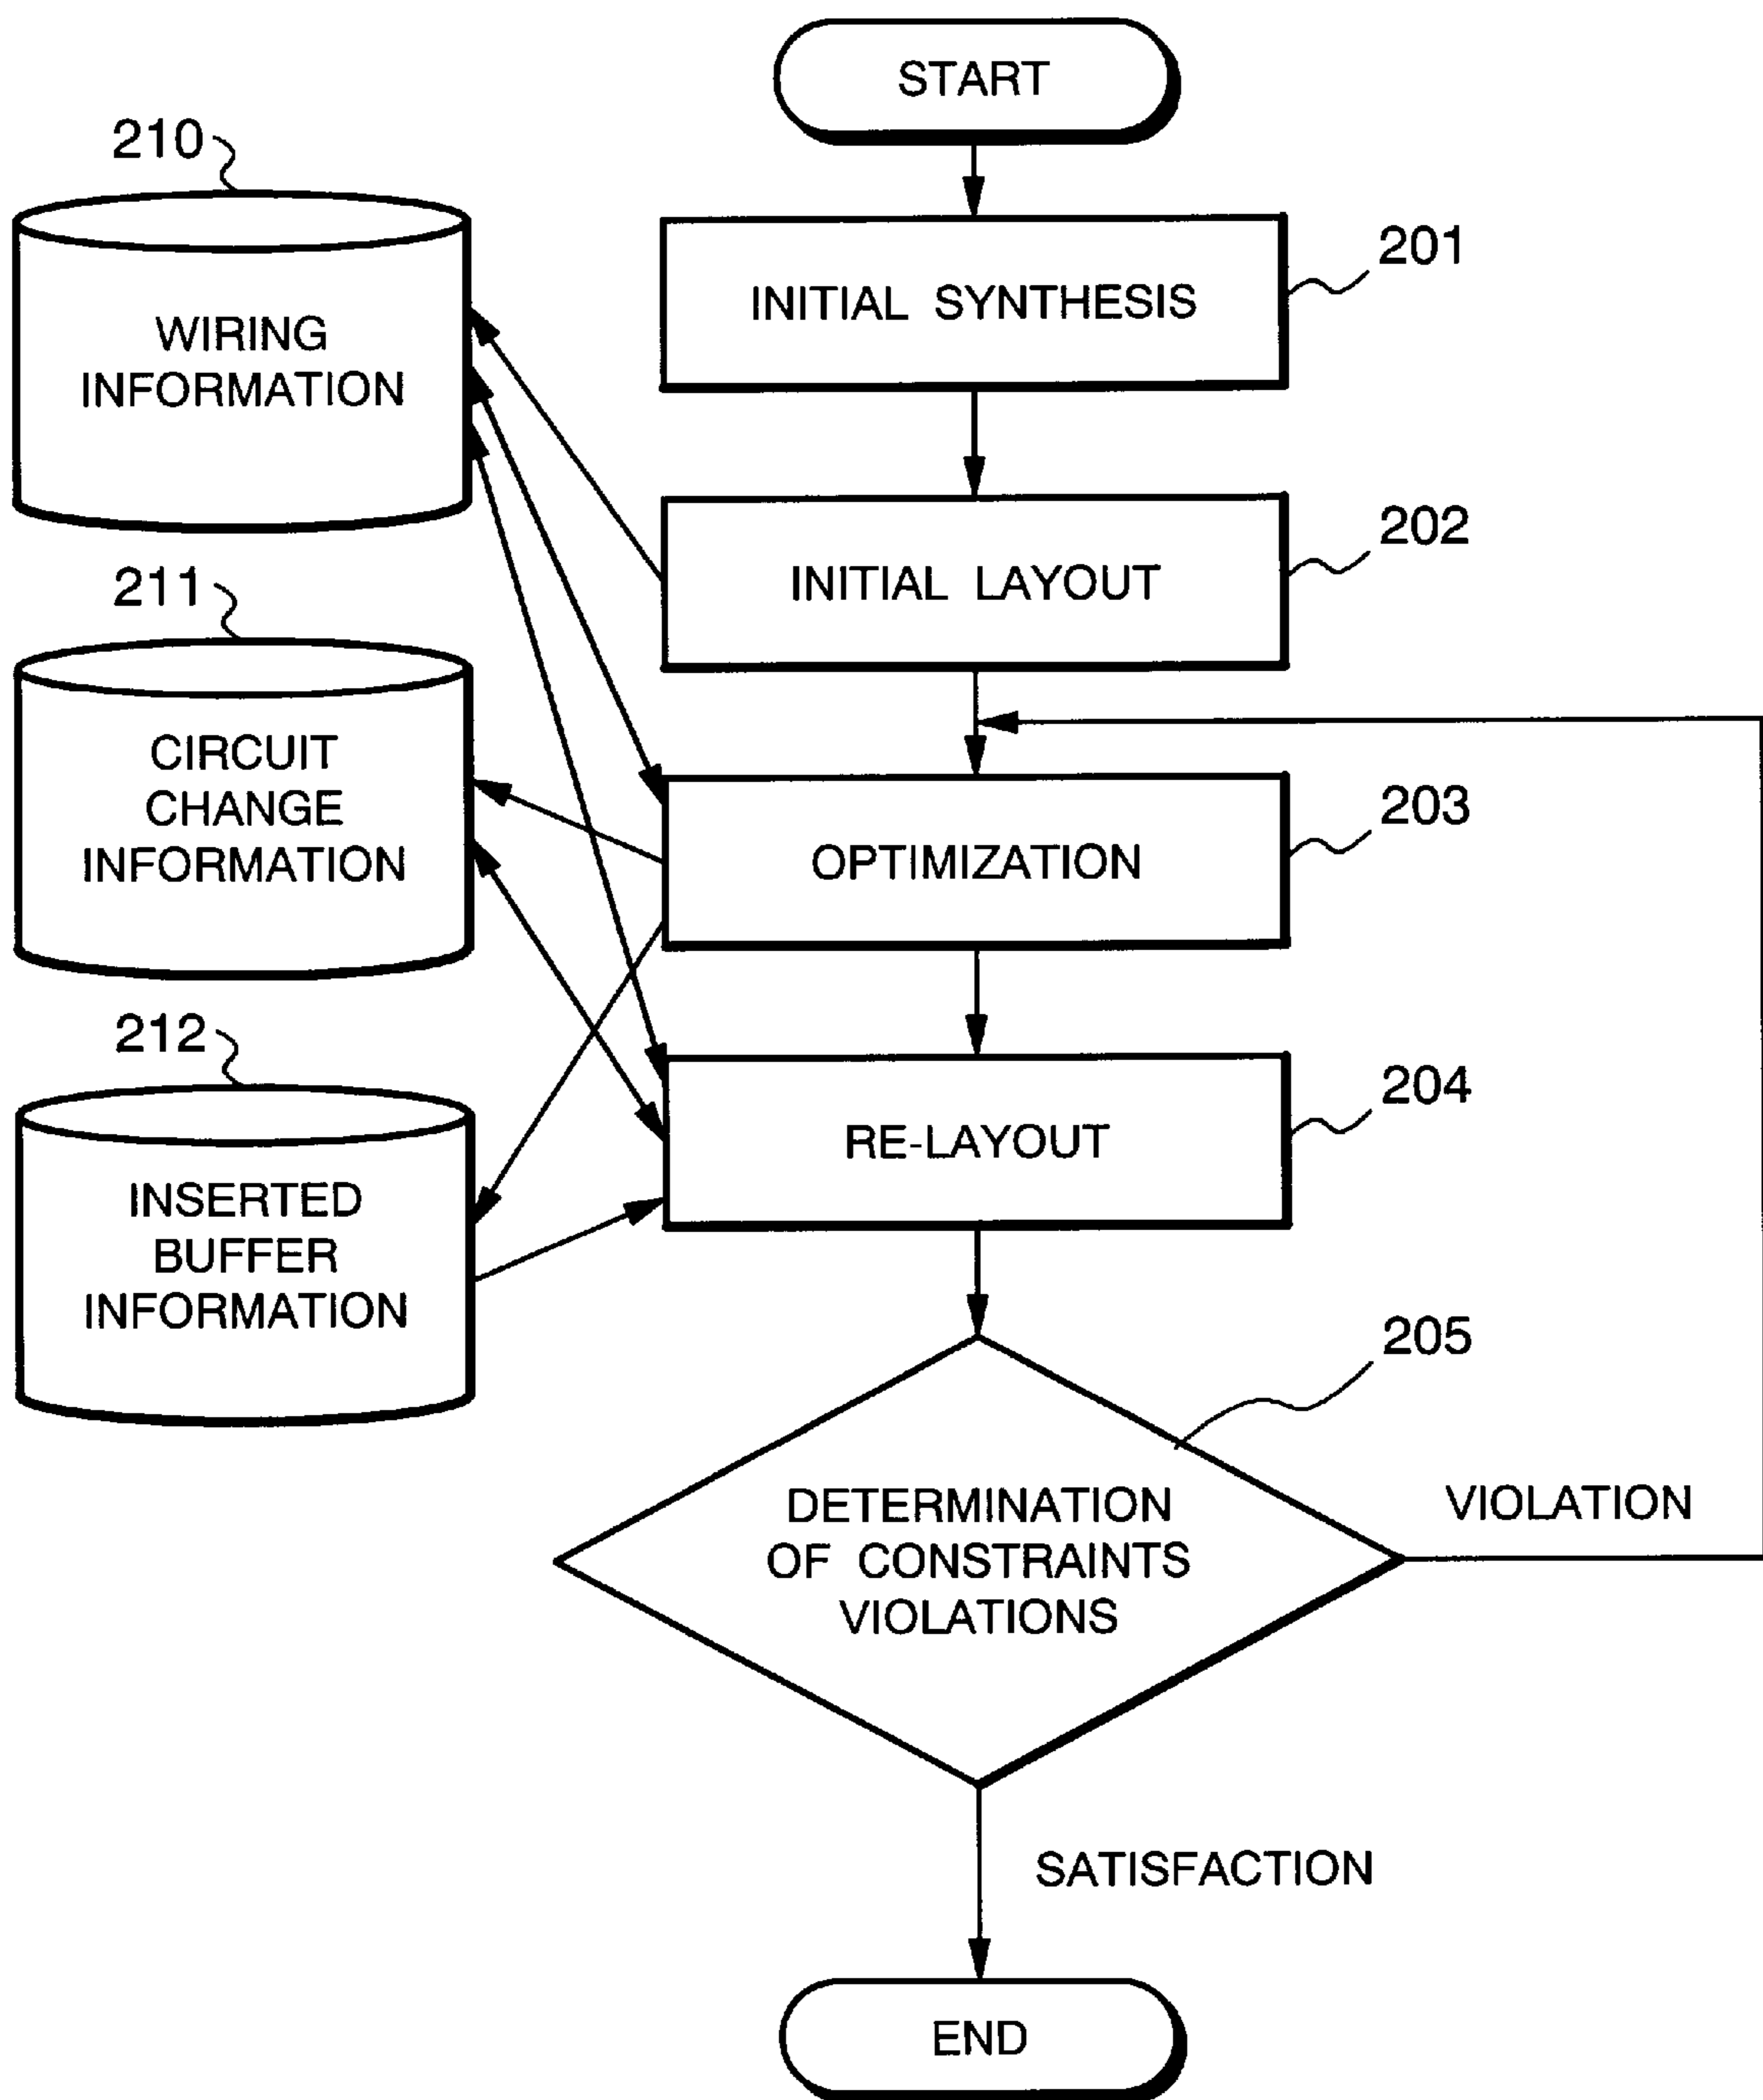 START
210
WIRING
INFORMATION
201
INITIAL SYNTHESIS
202
INITIAL LAYOUT
211
CIRCUIT
CHANGE
INFORMATION
203
OPTIMIZATION
212
INSERTED
BUFFER
INFORMATION
204
RE-LAYOUT
205
DETERMINATION
OF CONSTRAINTS
VIOLATIONS
VIOLATION
SATISFACTION
END